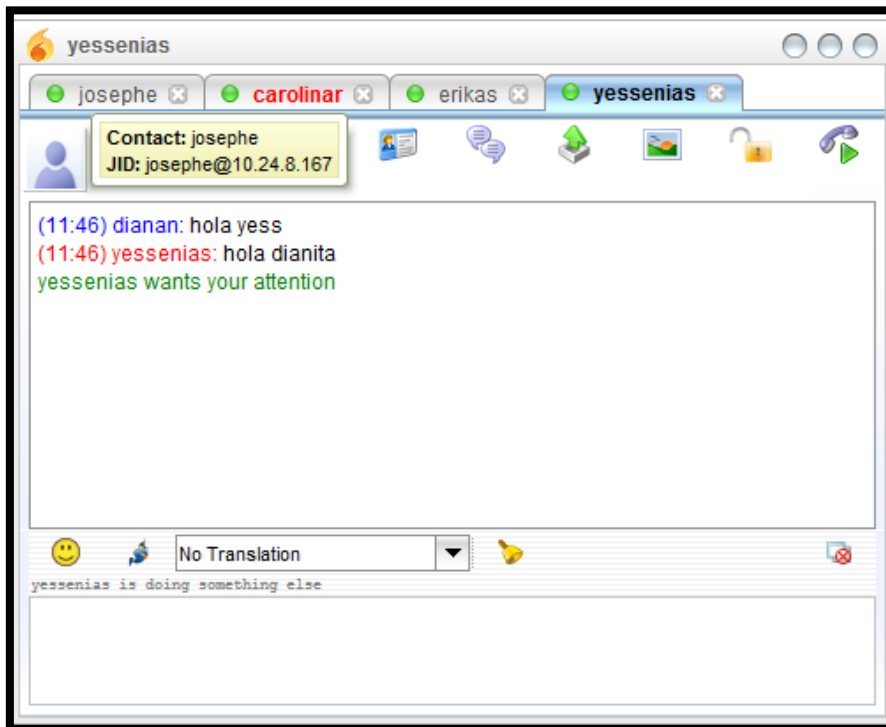 yessenias
josephe carolinar erikas yessenias
Contact: josephe
JID: josephe@10.24.8.167
(11:46) dianan: hola yess
(11:46) yessenias: hola dianita
yessenias wants your attention
No Translation
yessenias is doing something else